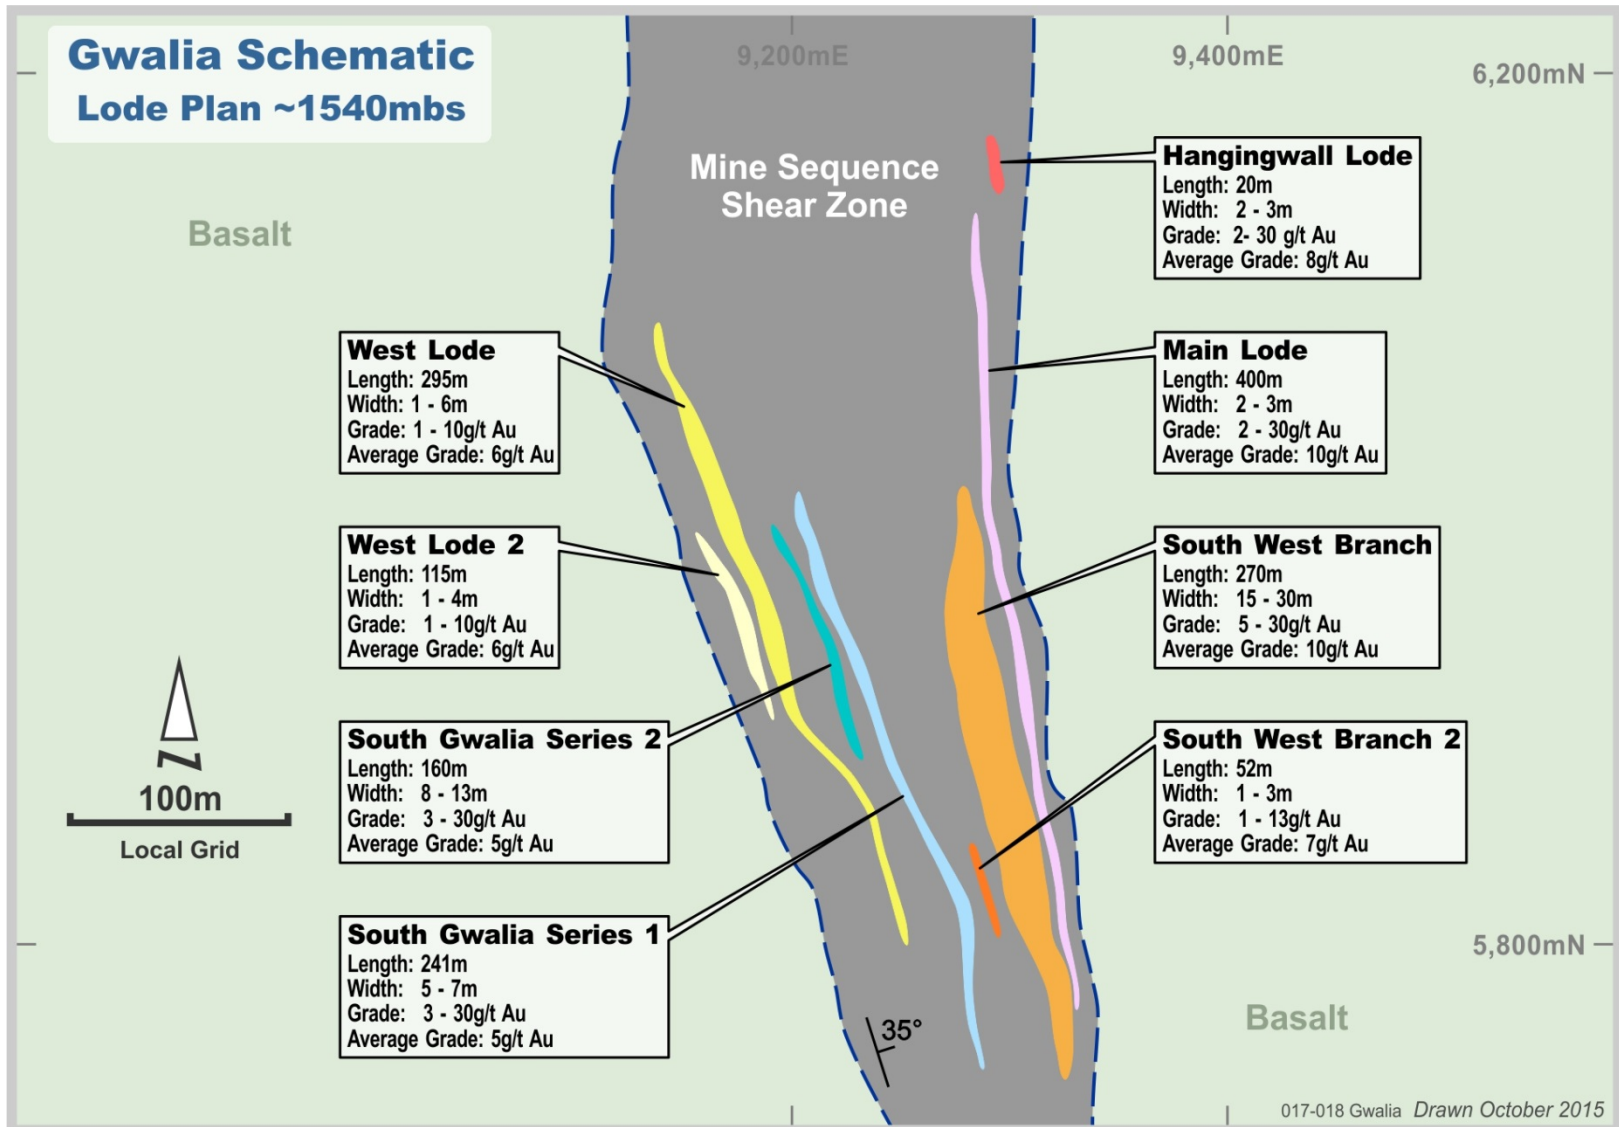 Gwalia Schematic
Lode Plan ~1540mbs
9,200mE
9,400mE
6,200mN
Mine Sequence
Shear Zone
Basalt
Hangingwall Lode
Length: 20m
Width: 2 - 3m
Grade: 2- 30 g/t Au
Average Grade: 8g/t Au
West Lode
Length: 295m
Width: 1 - 6m
Grade: 1 - 10g/t Au
Average Grade: 6g/t Au
Main Lode
Length: 400m
Width: 2 - 3m
Grade: 2 - 30g/t Au
Average Grade: 10g/t Au
West Lode 2
Length: 115m
Width: 1 - 4m
Grade: 1 - 10g/t Au
Average Grade: 6g/t Au
South West Branch
Length: 270m
Width: 15 - 30m
Grade: 5 - 30g/t Au
Average Grade: 10g/t Au
South Gwalia Series 2
Length: 160m
Width: 8 - 13m
Grade: 3 - 30g/t Au
Average Grade: 5g/t Au
South West Branch 2
Length: 52m
Width: 1 - 3m
Grade: 1 - 13g/t Au
Average Grade: 7g/t Au
Z
100m
Local Grid
South Gwalia Series 1
Length: 241m
Width: 5 - 7m
Grade: 3 - 30g/t Au
Average Grade: 5g/t Au
5,800mN
35°
Basalt
017-018 Gwalia Drawn October 2015